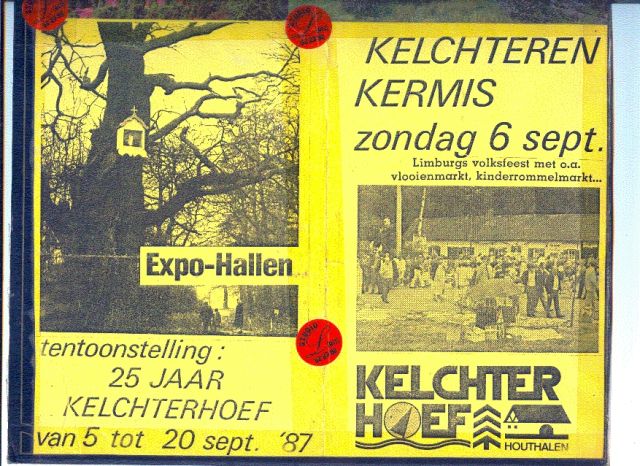 Expo-Hallen
tentoonstelling:
25 JAAR
KELCHTERHOEF
van 5 tot 20 sept. '87
KELCHTEREN
KERMIS
zondag 6 sept.
Limburgs volksfeest met o.a.
vlooienmarkt, kinderrommelmarkt...
KELCHTER
HOEF
HOUTHALEN